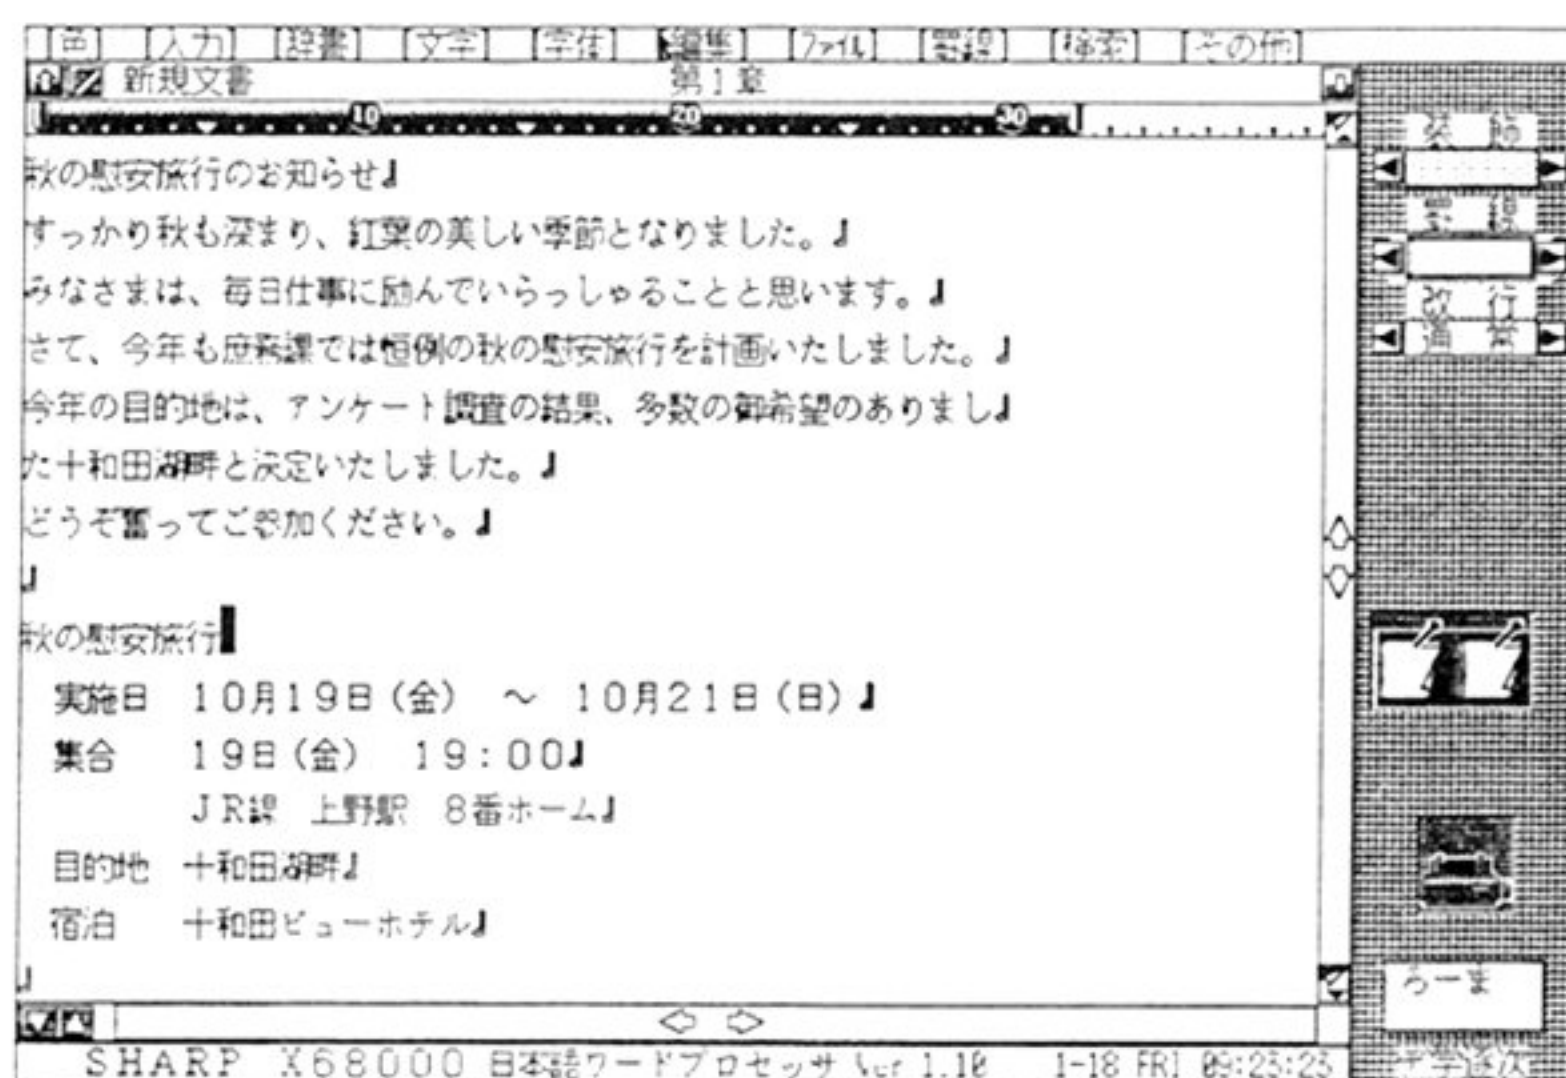 [色] [入力] [辞書] [文字] [字体] [編集] [ファイル] [罫線] [検索] [その他]
新規文書 第1章
10 20 30
秋の慰安旅行のお知らせ
すっかり秋も深まり、紅葉の美しい季節となりました。
みなさまは、毎日仕事に励んでいらっしゃることと思います。
さて、今年も庶務課では恒例の秋の慰安旅行を計画いたしました。
今年の目的地は、アンケート調査の結果、多数の御希望のありまし
た十和田湖畔と決定いたしました。
どうぞ奮ってご参加ください。
秋の慰安旅行
実施日 10月19日(金) ~ 10月21日(日)
集合 19日(金) 19:00
JR線 上野駅 8番ホーム
目的地 十和田湖畔
宿泊 十和田ビューホテル
装飾
罫線
改行
通常
ろーま
SHARP X68000 日本語ワードプロセッサ Ver 1.10 1-18 FRI 09:23:23
逐次